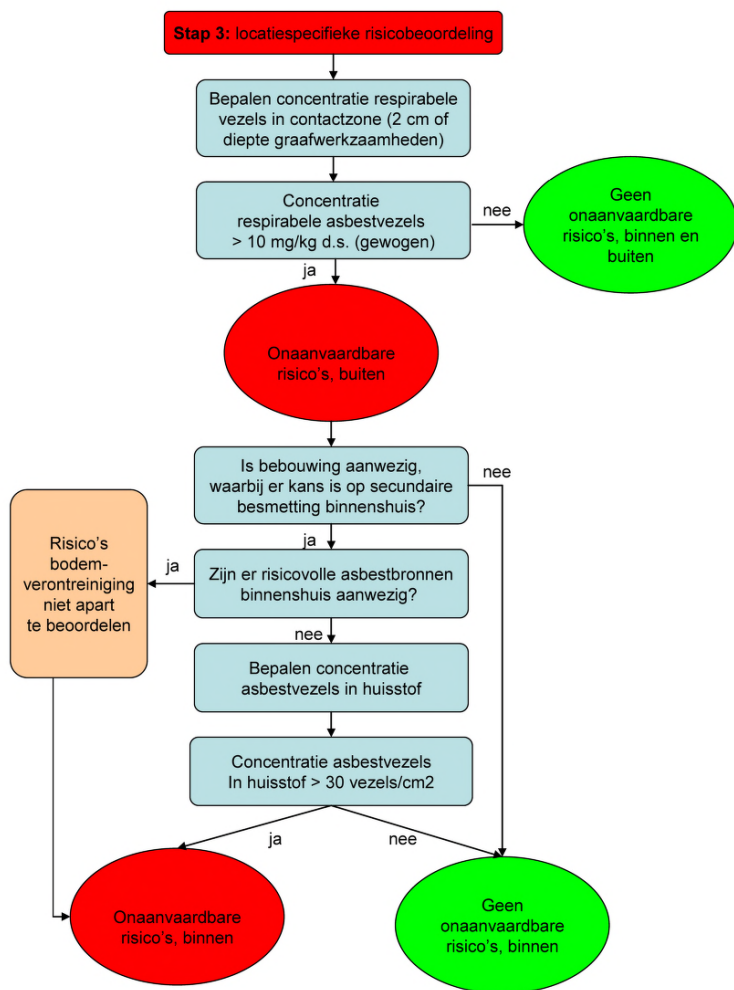 Stap 3: locatiespecifieke risicobeoordeling
Bepalen concentratie respirabele
vezels in contactzone (2 cm of
diepte graafwerkzaamheden)
Concentratie
respirabele asbestvezels
> 10 mg/kg d.s. (gewogen)
nee
Geen
onaanvaardbare
risico's, binnen en
buiten
ja
Onaanvaardbare
risico's, buiten
Is bebouwing aanwezig,
waarbij er kans is op secundaire
besmetting binnenshuis?
nee
ja
Zijn er risicovolle asbestbronnen
binnenshuis aanwezig?
ja
Risico's
bodem-
verontreiniging
niet apart
te beoordelen
nee
Bepalen concentratie
asbestvezels in huisstof
Concentratie asbestvezels
In huisstof > 30 vezels/cm2
ja
nee
Onaanvaardbare
risico's, binnen
Geen
onaanvaardbare
risico's, binnen